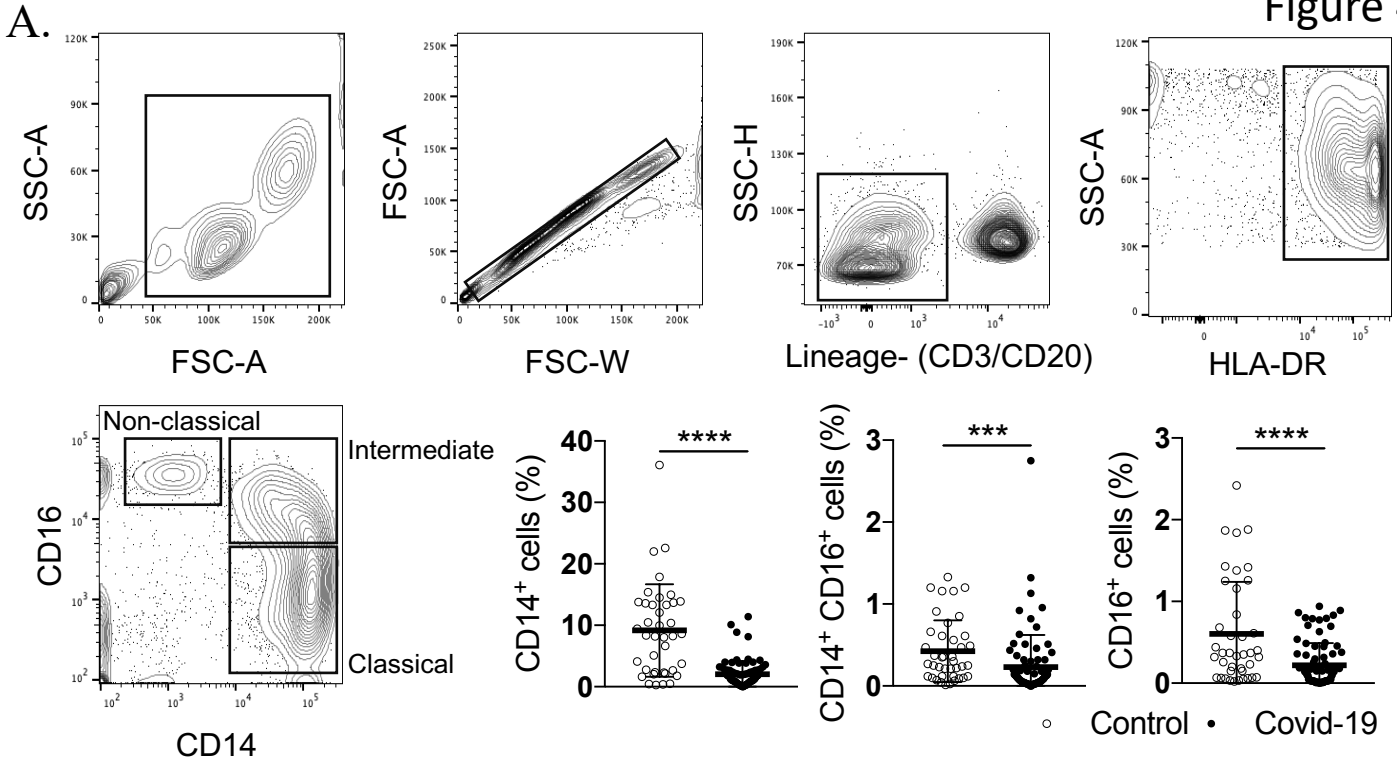 Figure
A.
120K
90K
60K
30K
0
SSC-A
0 50K 100K 150K 200K
FSC-A
250K
200K
150K
100K
50K
0
FSC-A
0 50K 100K 150K 200K
FSC-W
190K
160K
130K
100K
70K
SSC-H
-10³ 0 10³ 10⁴
Lineage- (CD3/CD20)
120K
90K
60K
30K
0
SSC-A
0 10⁴ 10⁵
HLA-DR
Non-classical
Intermediate
Classical
10⁵
10⁴
10³
10²
CD16
10² 10³ 10⁴ 10⁵
CD14
40
30
20
10
0
CD14⁺ cells (%)
****
3
2
1
0
CD14⁺ CD16⁺ cells (%)
***
3
2
1
0
CD16⁺ cells (%)
****
Control Covid-19